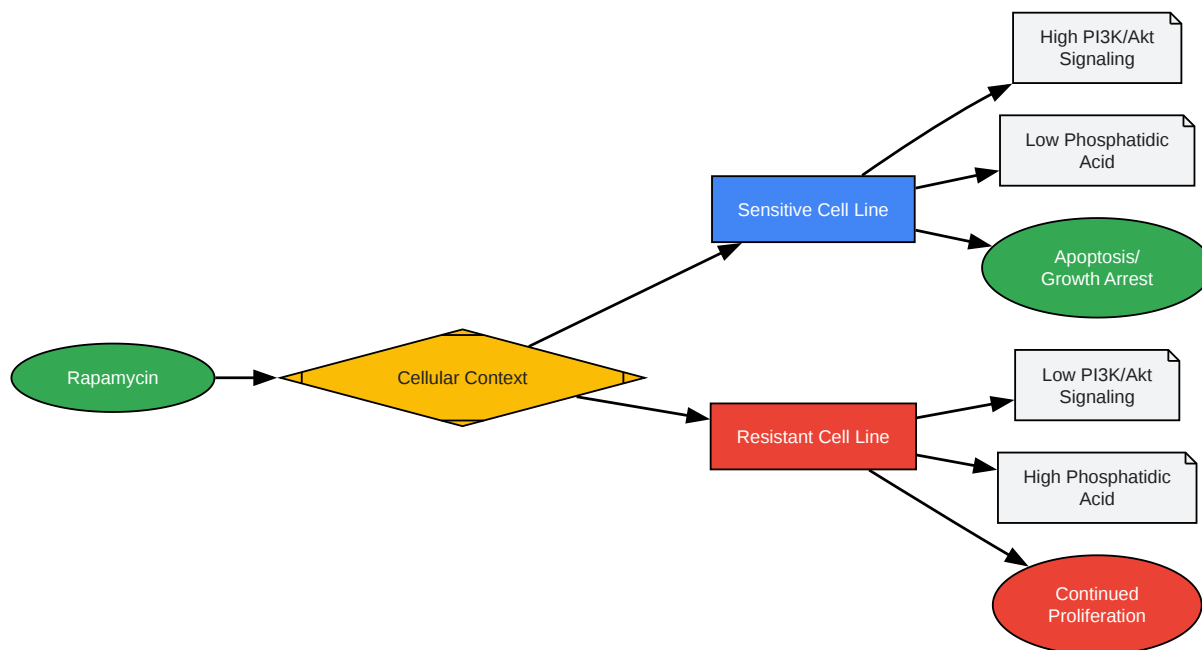 High PI3K/Akt
Signaling
Low Phosphatidic
Acid
Sensitive Cell Line
Apoptosis/
Growth Arrest
Rapamycin
Cellular Context
Low PI3K/Akt
Signaling
Resistant Cell Line
High Phosphatidic
Acid
Continued
Proliferation